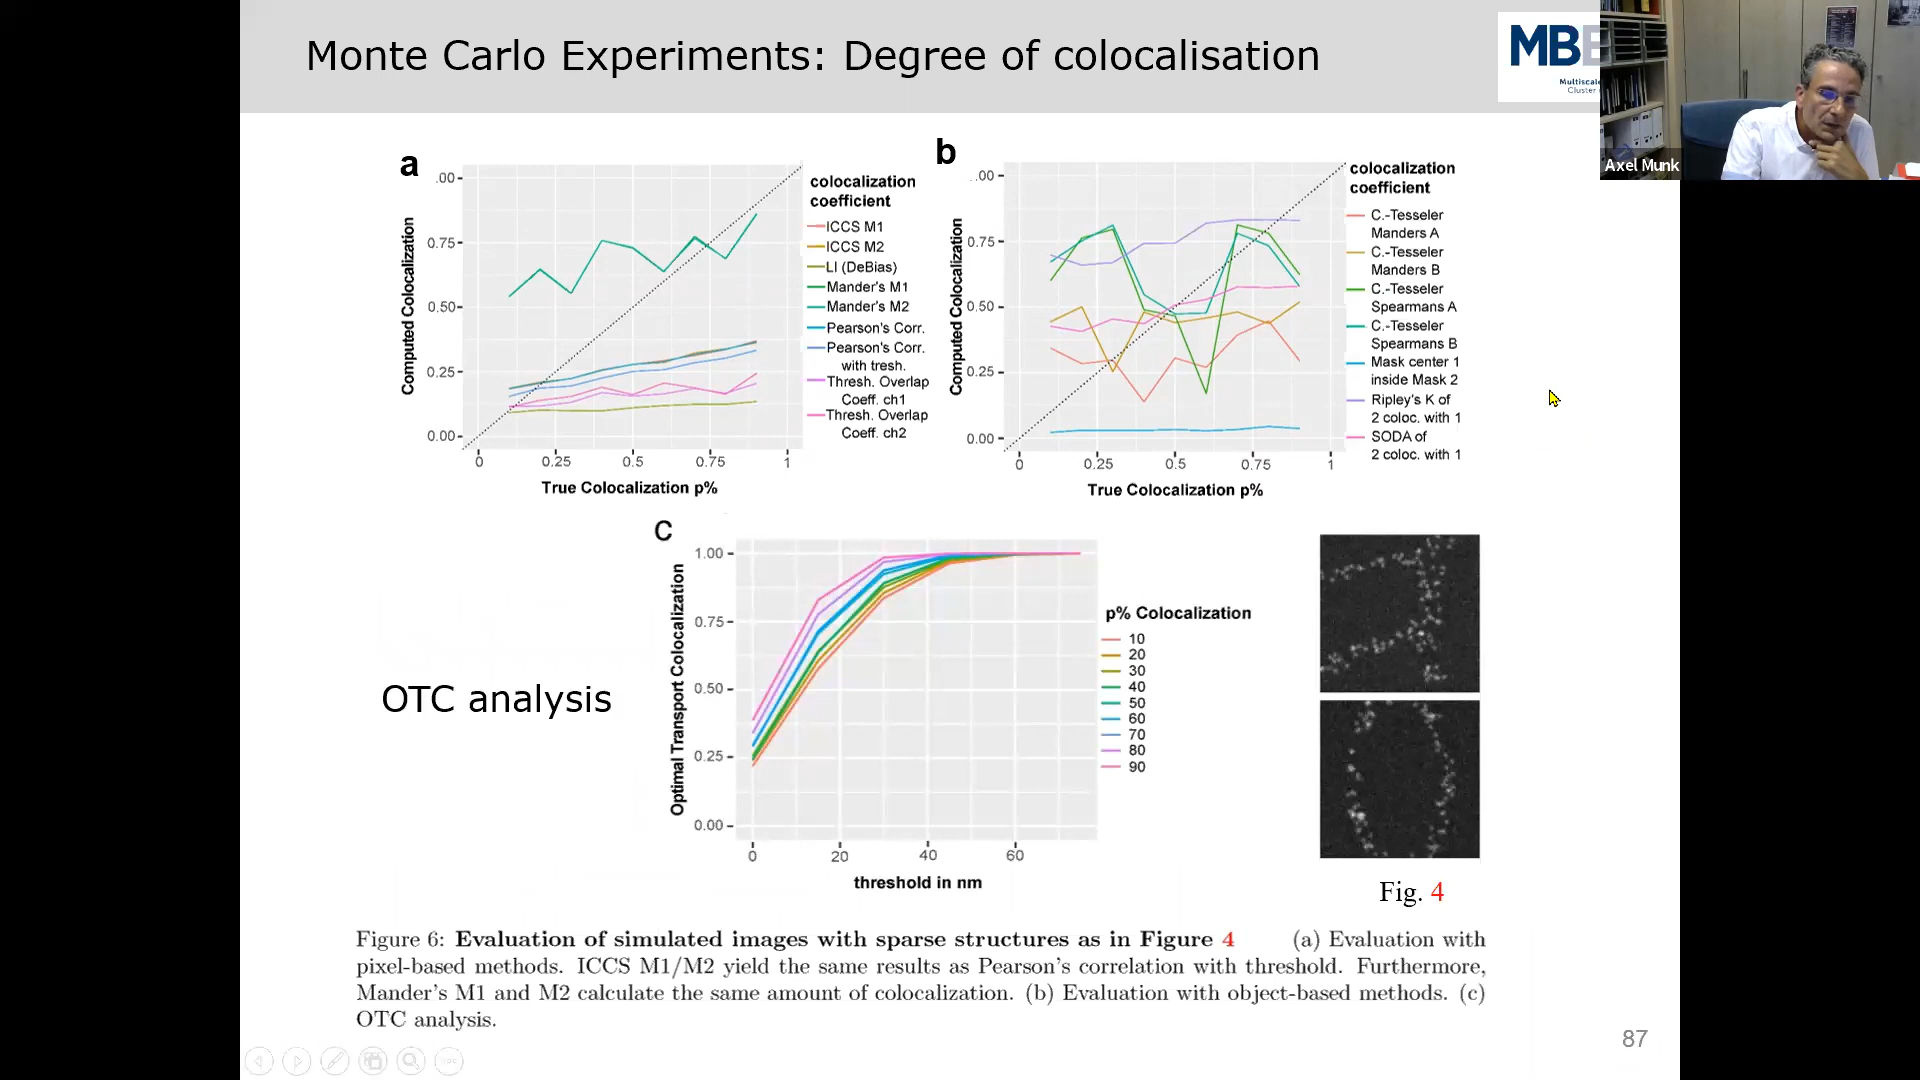 Monte Carlo Experiments: Degree of colocalisation
MBE
Multiscal
Cluster
Axel Munk
a
.00
0.75
0.50
0.25
0.00
0
0.25
0.5
0.75
1
Computed Colocalization
True Colocalization p%
colocalization
coefficient
ICCS M1
ICCS M2
LI (DeBias)
Mander's M1
Mander's M2
Pearson's Corr.
Pearson's Corr.
with tresh.
Thresh. Overlap
Coeff. ch1
Thresh. Overlap
Coeff. ch2
b
.00
0.75
0.50
0.25
0.00
0
0.25
0.5
0.75
1
Computed Colocalization
True Colocalization p%
colocalization
coefficient
C.-Tesseler
Manders A
C.-Tesseler
Manders B
C.-Tesseler
Spearmans A
C.-Tesseler
Spearmans B
Mask center 1
inside Mask 2
Ripley's K of
2 coloc. with 1
SODA of
2 coloc. with 1
OTC analysis
c
1.00
0.75
0.50
0.25
0.00
0
20
40
60
Optimal Transport Colocalization
threshold in nm
p% Colocalization
10
20
30
40
50
60
70
80
90
Fig. 4
Figure 6: Evaluation of simulated images with sparse structures as in Figure 4 (a) Evaluation with
pixel-based methods. ICCS M1/M2 yield the same results as Pearson's correlation with threshold. Furthermore,
Mander's M1 and M2 calculate the same amount of colocalization. (b) Evaluation with object-based methods. (c)
OTC analysis.
87